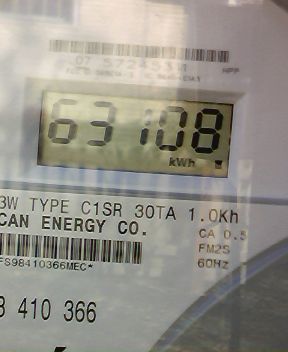 63108
kWh
3W TYPE C1SR 30TA 1.0Kh
CAN ENERGY CO.
CA 0.5
FM2S
60Hz
FS98410366MEC*
8 410 366